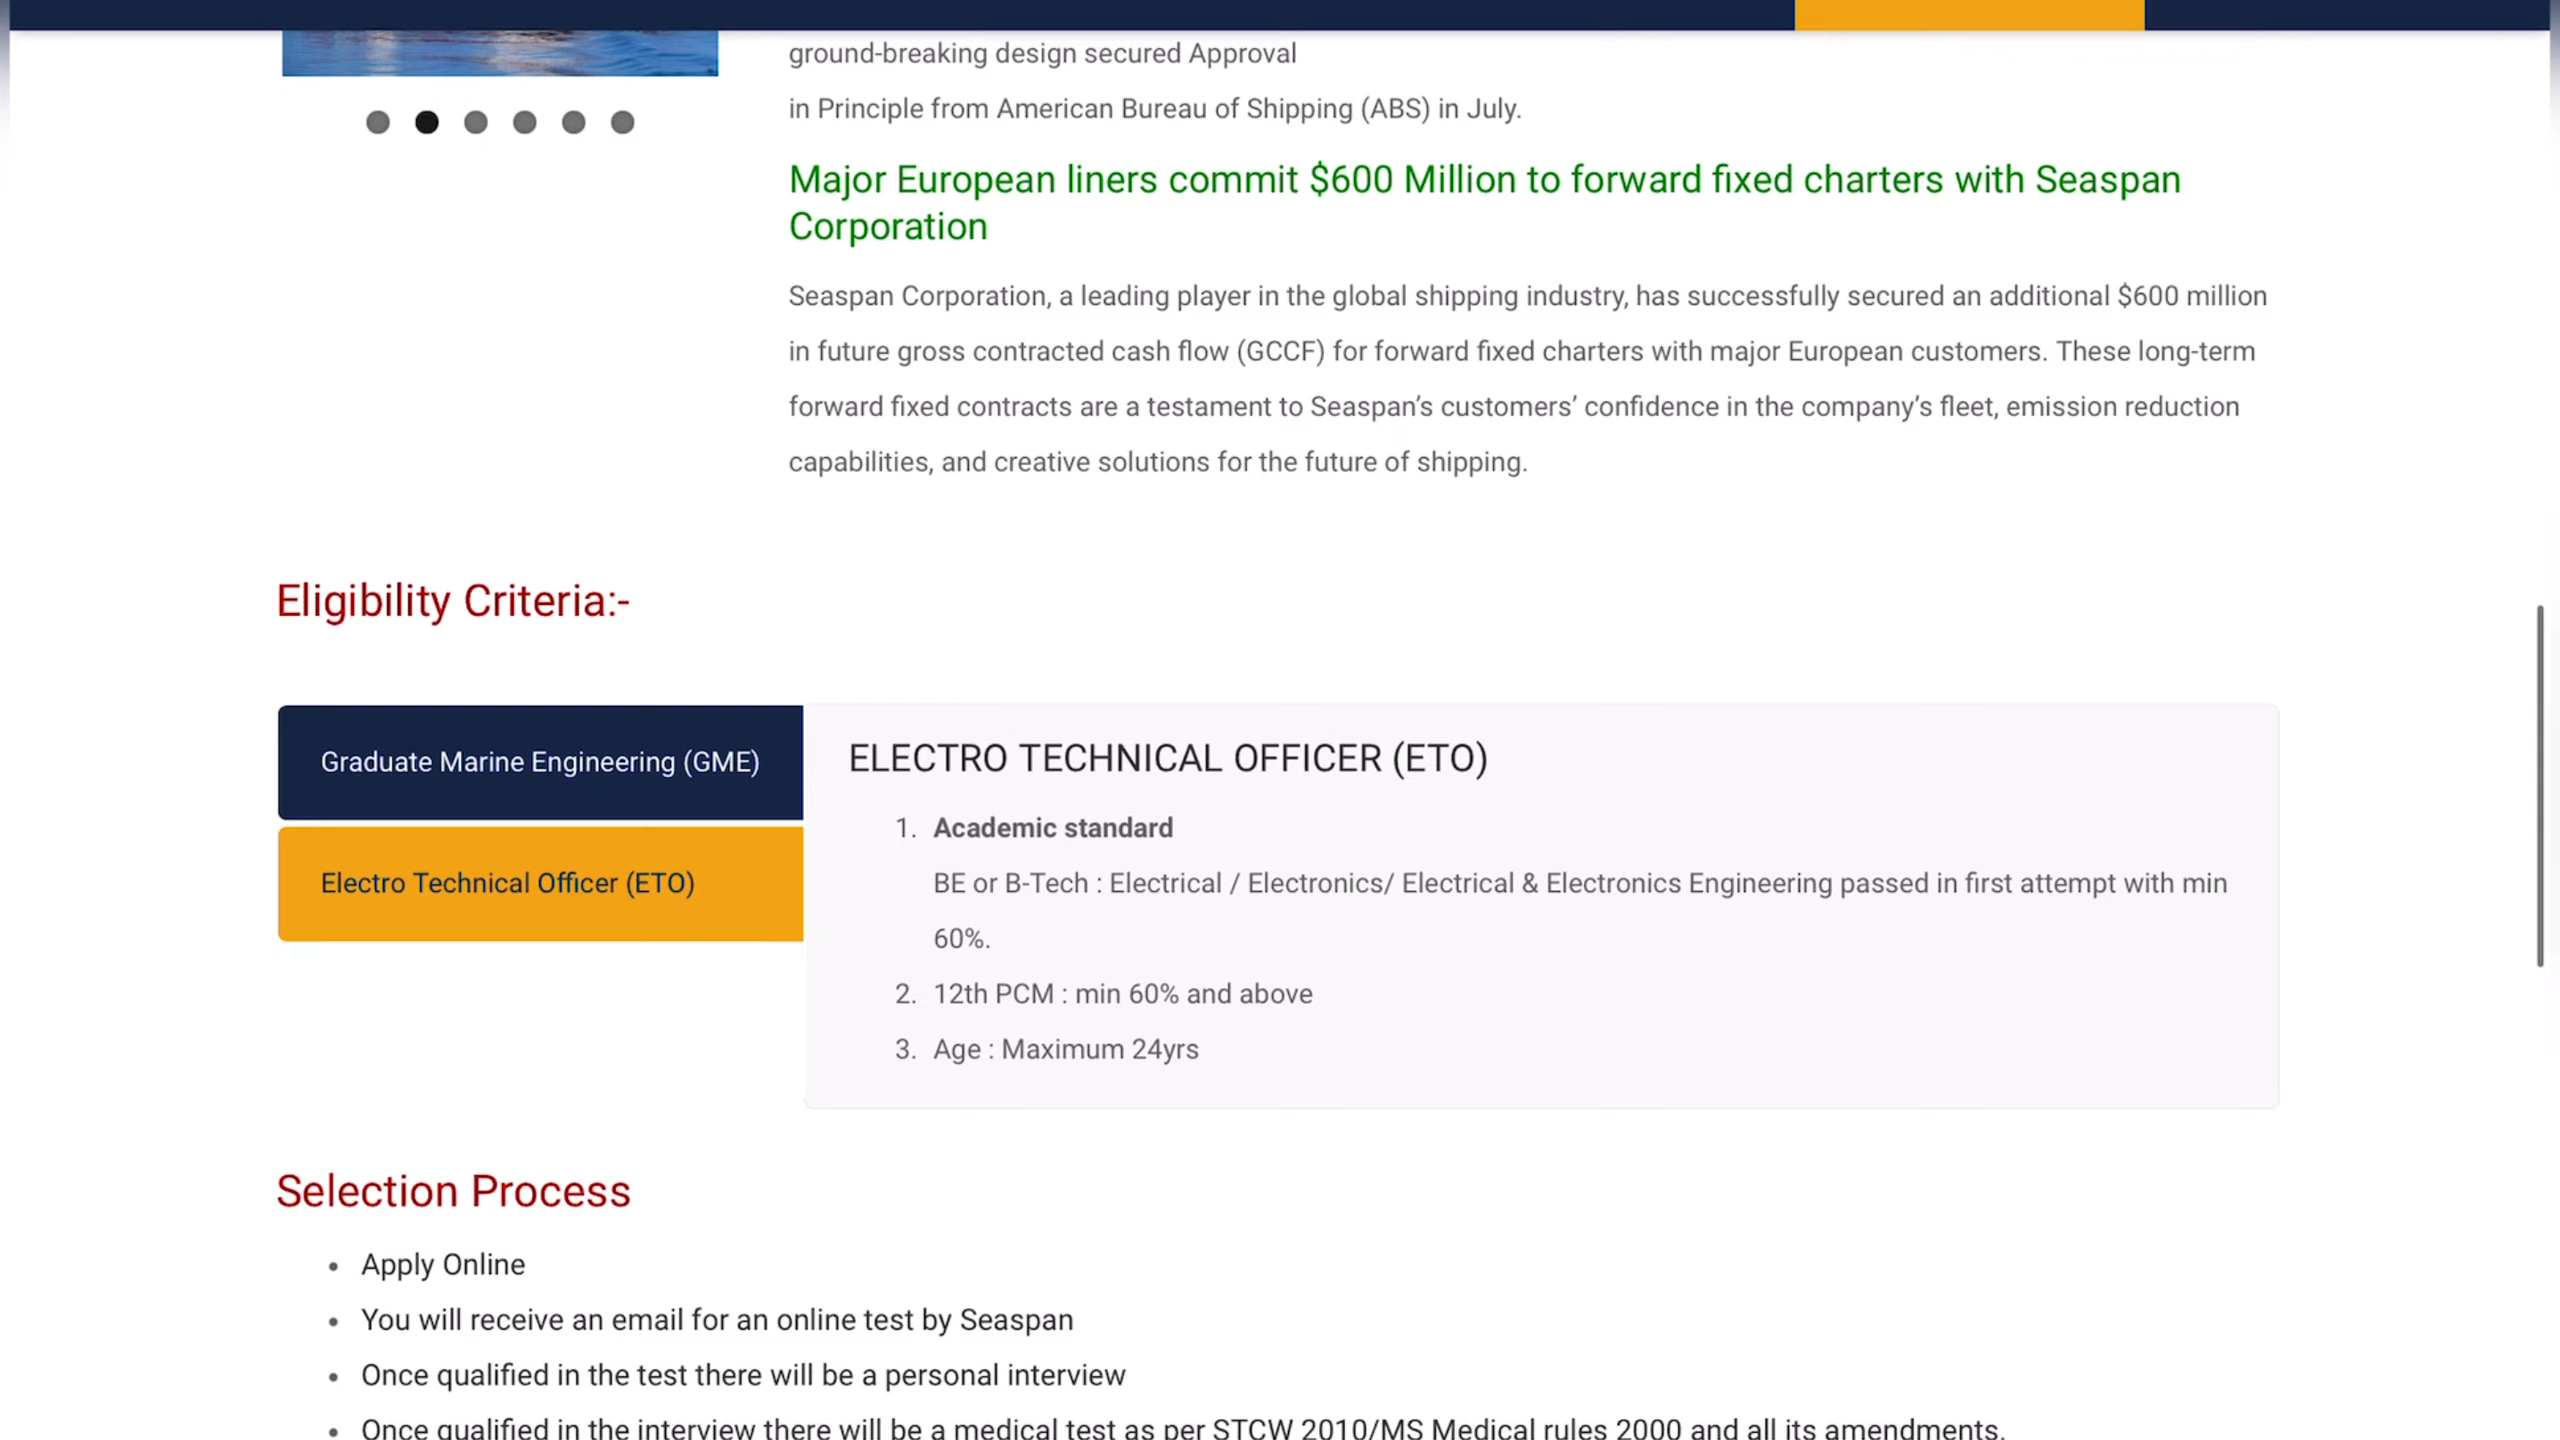 ground-breaking design secured Approval
in Principle from American Bureau of Shipping (ABS) in July.
Major European liners commit $600 Million to forward fixed charters with Seaspan
Corporation
Seaspan Corporation, a leading player in the global shipping industry, has successfully secured an additional $600 million
in future gross contracted cash flow (GCCF) for forward fixed charters with major European customers. These long-term
forward fixed contracts are a testament to Seaspan’s customers’ confidence in the company’s fleet, emission reduction
capabilities, and creative solutions for the future of shipping.
Eligibility Criteria:-
Graduate Marine Engineering (GME)
Electro Technical Officer (ETO)
ELECTRO TECHNICAL OFFICER (ETO)
1. Academic standard
BE or B-Tech : Electrical / Electronics/ Electrical & Electronics Engineering passed in first attempt with min
60%.
2. 12th PCM : min 60% and above
3. Age : Maximum 24yrs
Selection Process
• Apply Online
• You will receive an email for an online test by Seaspan
• Once qualified in the test there will be a personal interview
• Once qualified in the interview there will be a medical test as per STCW 2010/MS Medical rules 2000 and all its amendments.